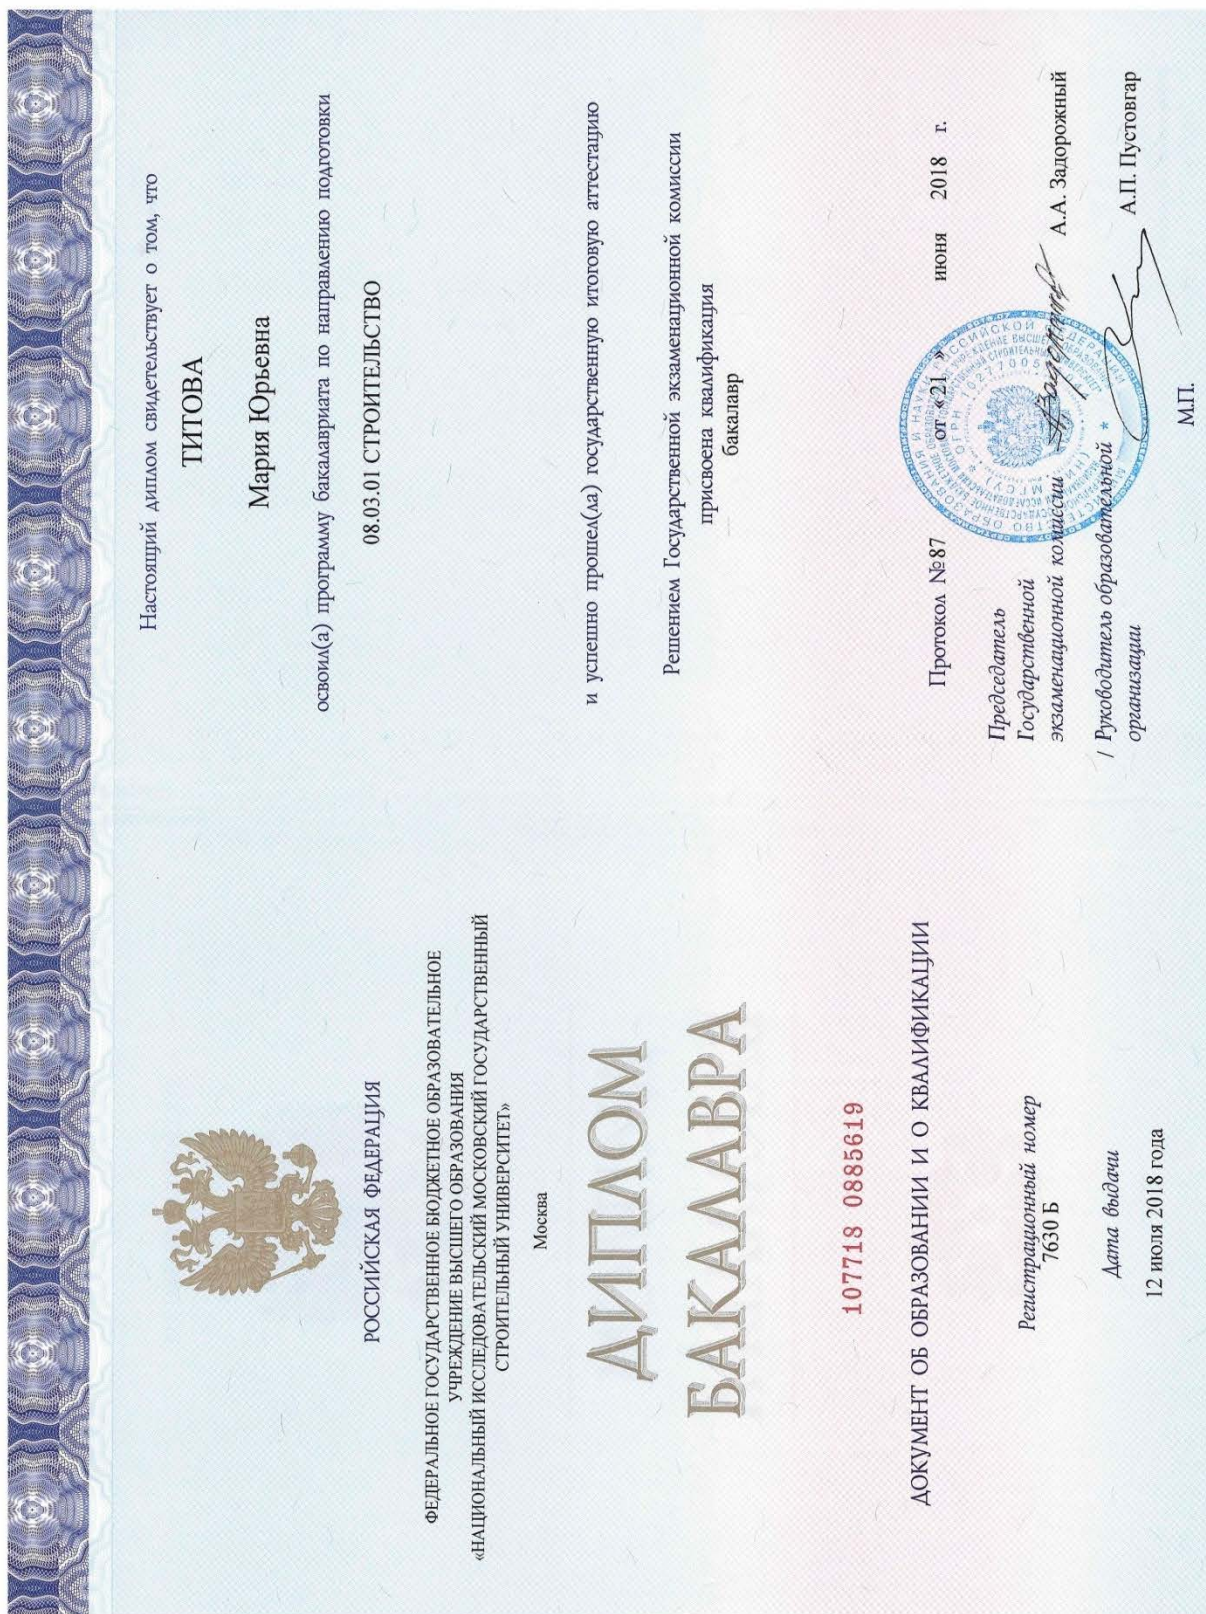 РОССИЙСКАЯ ФЕДЕРАЦИЯ
ФЕДЕРАЛЬНОЕ ГОСУДАРСТВЕННОЕ БЮДЖЕТНОЕ ОБРАЗОВАТЕЛЬНОЕ
УЧРЕЖДЕНИЕ ВЫСШЕГО ОБРАЗОВАНИЯ
«НАЦИОНАЛЬНЫЙ ИССЛЕДОВАТЕЛЬСКИЙ МОСКОВСКИЙ ГОСУДАРСТВЕННЫЙ
СТРОИТЕЛЬНЫЙ УНИВЕРСИТЕТ»
Москва
ДИПЛОМ
БАКАЛАВРА
107718 0885619
ДОКУМЕНТ ОБ ОБРАЗОВАНИИ И О КВАЛИФИКАЦИИ
Регистрационный номер
7630 Б
Дата выдачи
12 июля 2018 года
Настоящий диплом свидетельствует о том, что
ТИТОВА
Мария Юрьевна
освоил(а) программу бакалавриата по направлению подготовки
08.03.01 СТРОИТЕЛЬСТВО
и успешно прошел(ла) государственную итоговую аттестацию
Решением Государственной экзаменационной комиссии
присвоена квалификация
бакалавр
Протокол №87 от «21 » июня 2018 г.
Председатель
Государственной
экзаменационной комиссии А.А. Задорожный
/ Руководитель образовательной
организации А.П. Пустовгар
М.П.